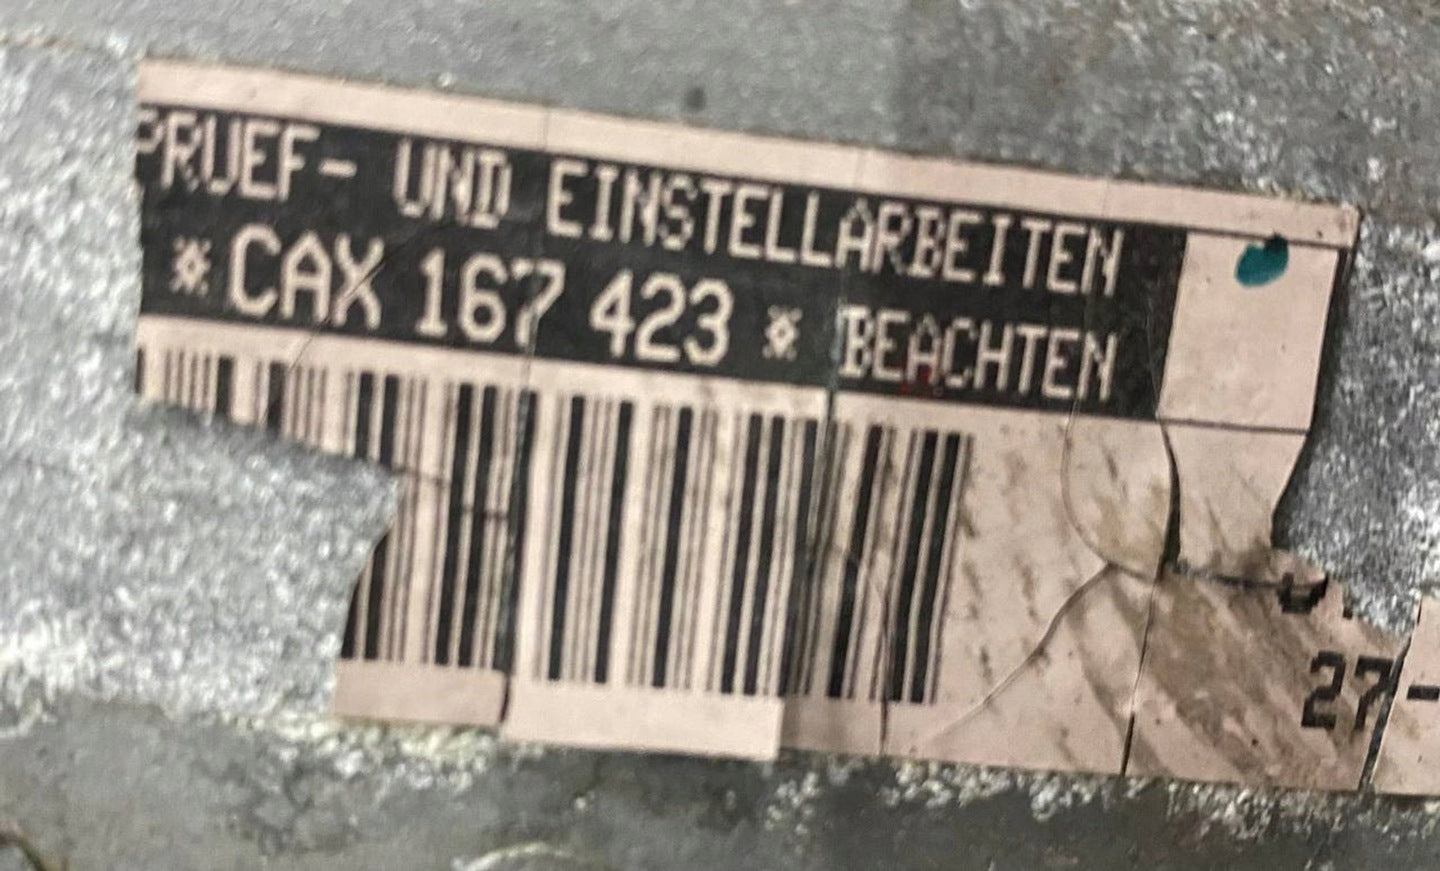 PRUEF- UND EINSTELLARBEITEN
*CAX 167 423* BEACHTEN
27-